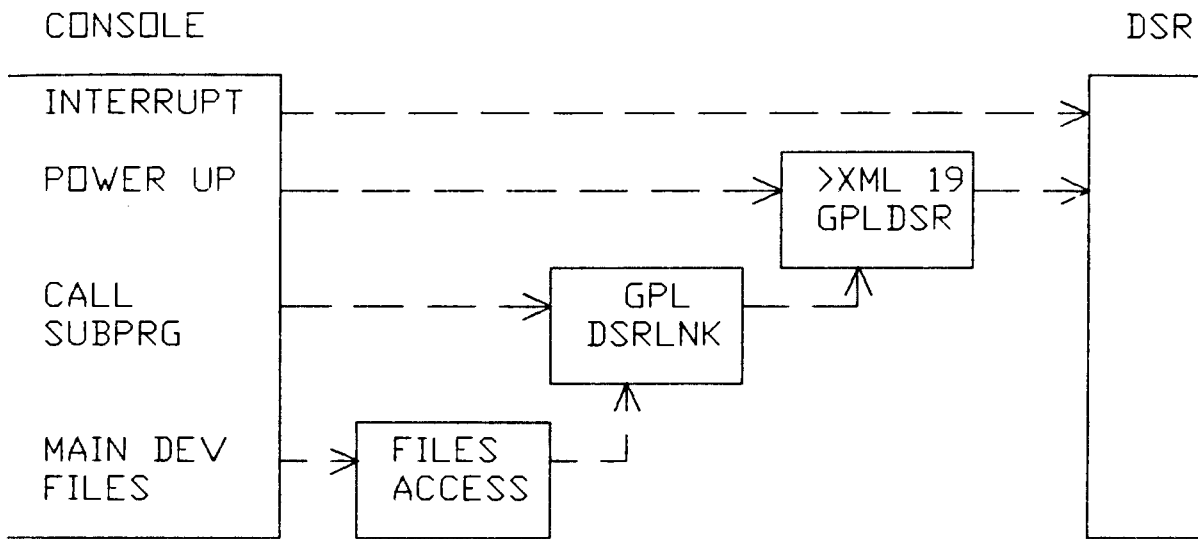 CONSOLE
DSR
INTERRUPT
POWER UP
>XML 19
GPLDSR
CALL
SUBPRG
GPL
DSRLNK
MAIN DEV
FILES
FILES
ACCESS